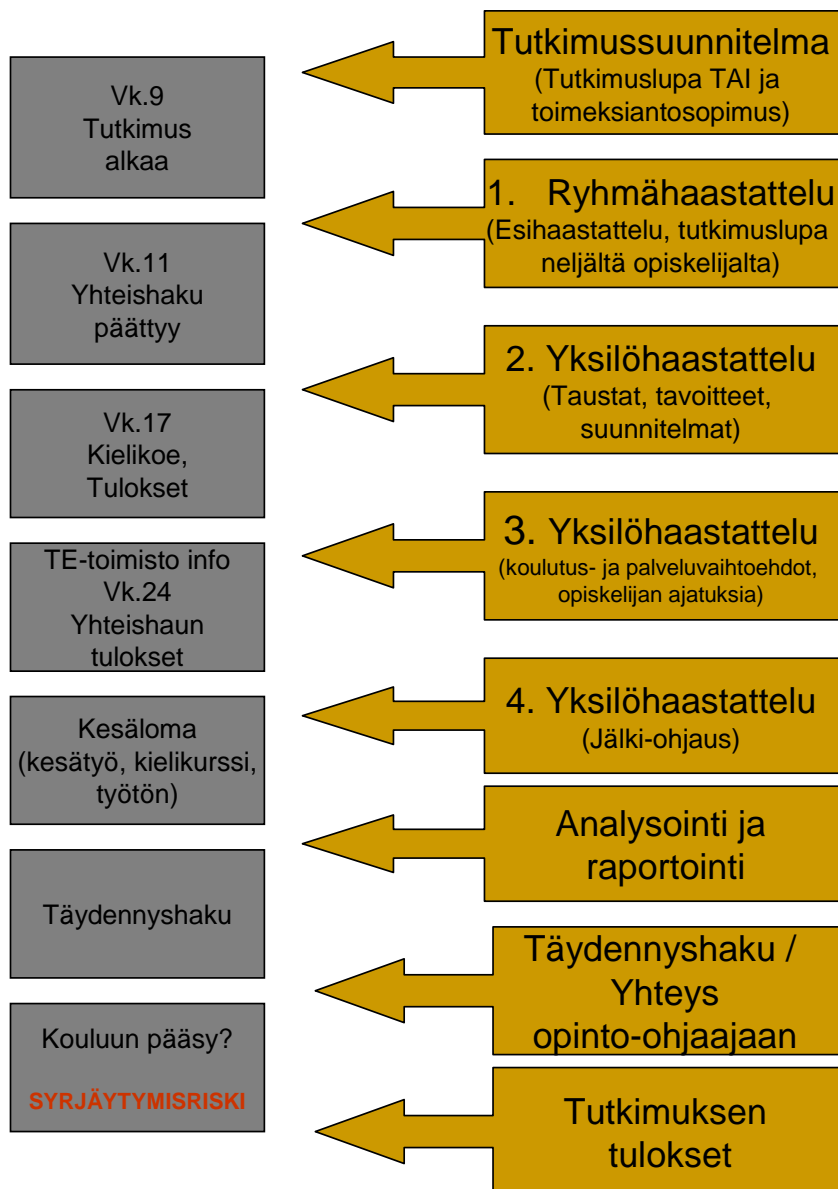 Tutkimussuunnitelma
(Tutkimuslupa TAI ja
toimeksiantosopimus)
Vk.9
Tutkimus
alkaa
1. Ryhmähaastattelu
(Esihaastattelu, tutkimuslupa
neljältä opiskelijalta)
Vk.11
Yhteishaku
päättyy
2. Yksilöhaastattelu
(Taustat, tavoitteet,
suunnitelmat)
Vk.17
Kielikoe,
Tulokset
3. Yksilöhaastattelu
(koulutus- ja palveluvaihtoehdot,
opiskelijan ajatuksia)
TE-toimisto info
Vk.24
Yhteishaun
tulokset
4. Yksilöhaastattelu
(Jälki-ohjaus)
Kesäloma
(kesätyö, kielikurssi,
työtön)
Analysointi ja
raportointi
Täydennyshaku
Täydennyshaku /
Yhteys
opinto-ohjaajaan
Kouluun pääsy?
SYRJÄYTYMISRISKI
Tutkimuksen
tulokset